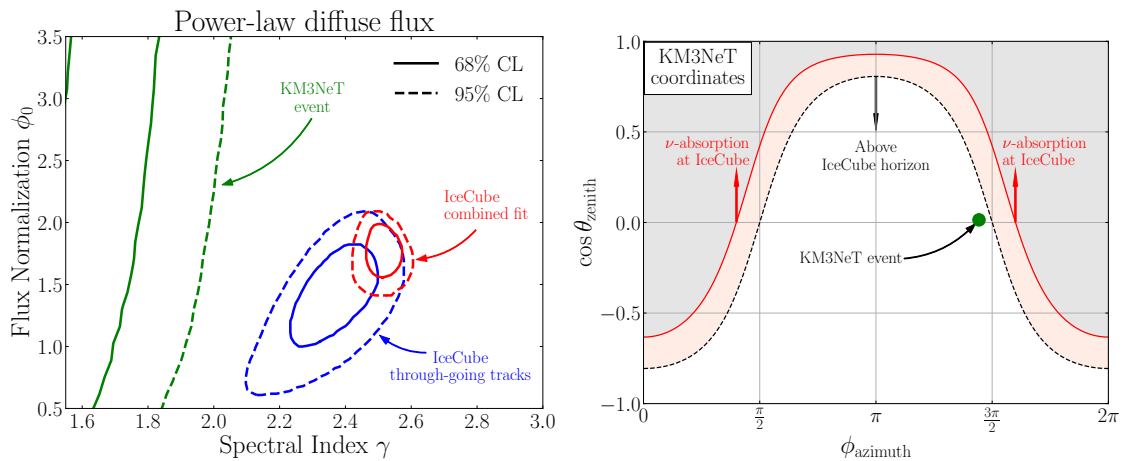 Power-law diffuse flux
Flux Normalization ϕ₀
3.5
3.0
2.5
2.0
1.5
1.0
0.5
KM3NeT
event
68% CL
95% CL
IceCube
combined fit
IceCube
through-going tracks
1.6 1.8 2.0 2.2 2.4 2.6 2.8 3.0
Spectral Index γ
cos θzenith
1.0
0.5
0.0
−0.5
−1.0
KM3NeT
coordinates
ν-absorption
at IceCube
Above
IceCube horizon
ν-absorption
at IceCube
KM3NeT event
0 π/2 π 3π/2 2π
ϕazimuth